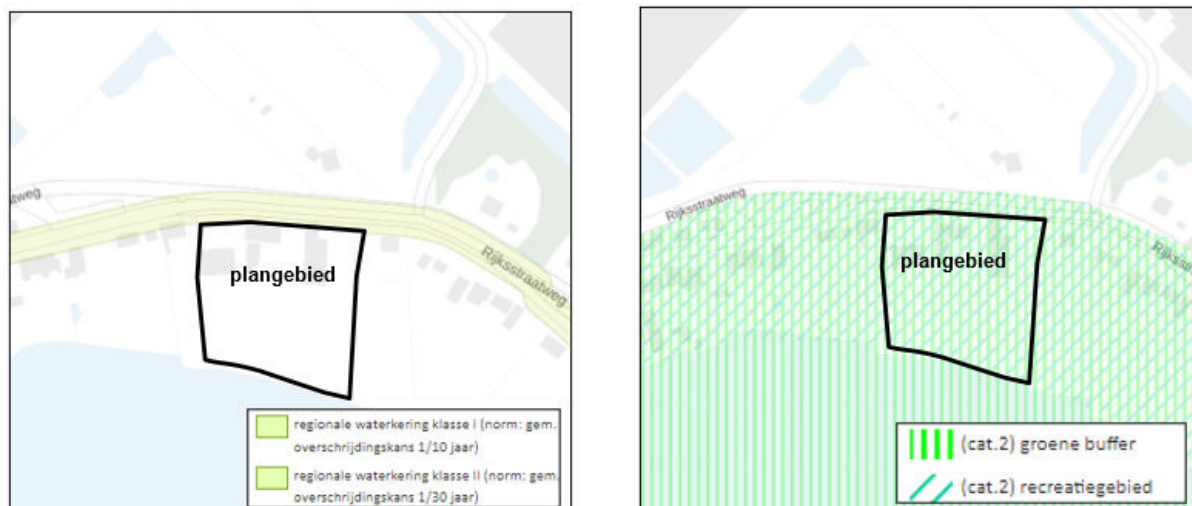 atweg
Rijksstraatweg
plangebied
regionale waterkering klasse I (norm: gem.
overschrijdingskans 1/10 jaar)
regionale waterkering klasse II (norm: gem.
overschrijdingskans 1/30 jaar)
Rijksstraatweg
plangebied
Rijksstraatweg
(cat.2) groene buffer
(cat.2) recreatiegebied